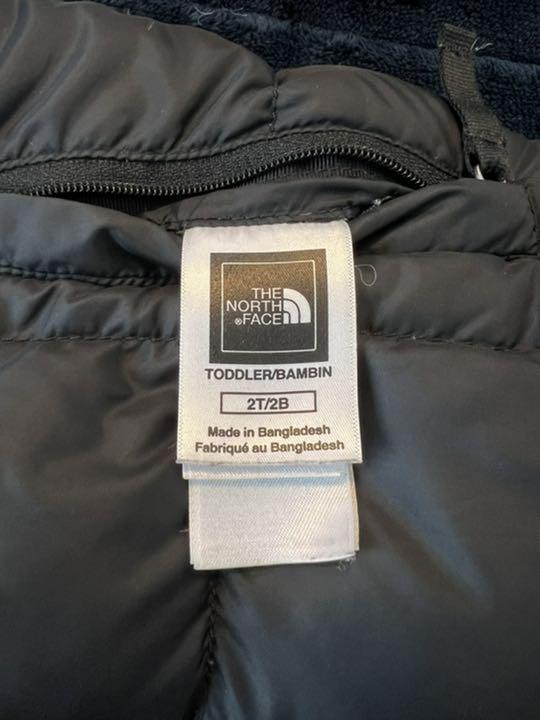 THE
NORTH
®FACE
TODDLER/BAMBIN
2T/2B
Made in Bangladesh
Fabriqué au Bangladesh